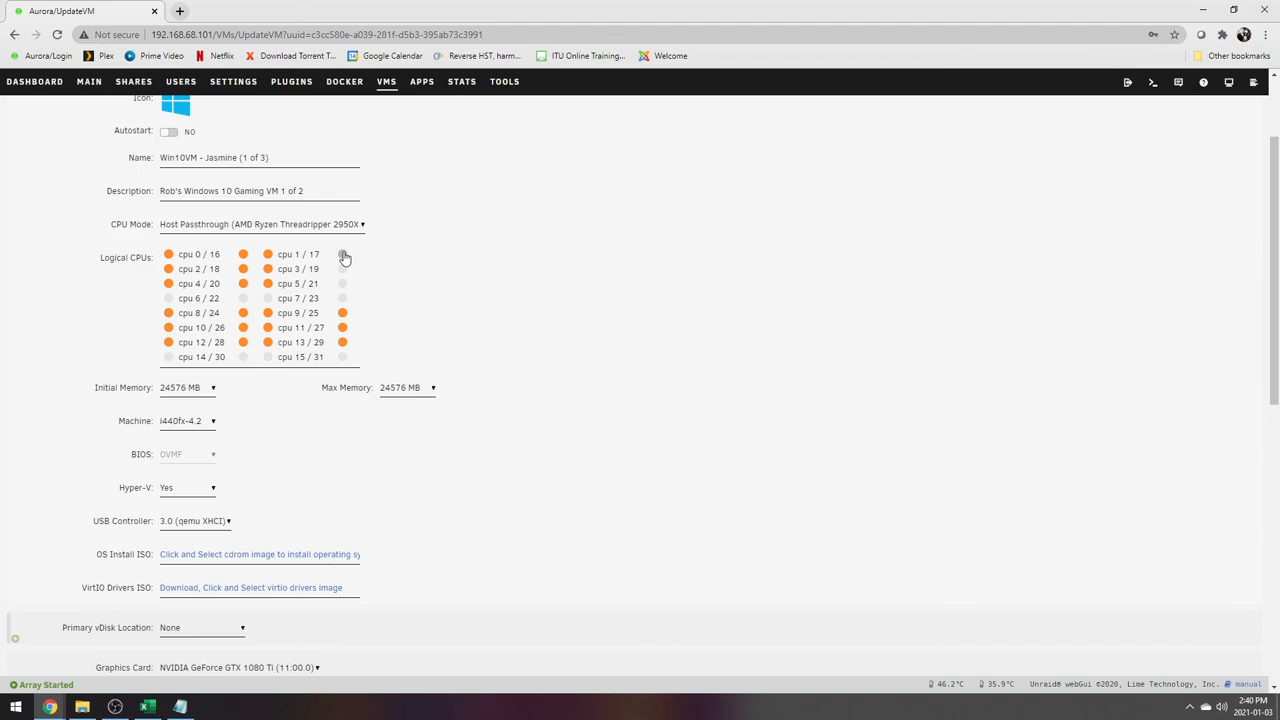 Aurora/UpdateVM
Not secure 192.168.68.101/VMs/UpdateVM?uuid=c3cc580e-a039-281f-d5b3-395ab73c3991
Aurora/Login Plex Prime Video Netflix Download Torrent T... Google Calendar Reverse HST, harm... ITU Online Training... Welcome Other bookmarks
DASHBOARD MAIN SHARES USERS SETTINGS PLUGINS DOCKER VMS APPS STATS TOOLS
Icon:
Autostart: NO
Name: Win10VM - Jasmine (1 of 3)
Description: Rob's Windows 10 Gaming VM 1 of 2
CPU Mode: Host Passthrough (AMD Ryzen Threadripper 2950X
Logical CPUs: cpu 0 / 16 cpu 1 / 17
cpu 2 / 18 cpu 3 / 19
cpu 4 / 20 cpu 5 / 21
cpu 6 / 22 cpu 7 / 23
cpu 8 / 24 cpu 9 / 25
cpu 10 / 26 cpu 11 / 27
cpu 12 / 28 cpu 13 / 29
cpu 14 / 30 cpu 15 / 31
Initial Memory: 24576 MB Max Memory: 24576 MB
Machine: i440fx-4.2
BIOS: OVMF
Hyper-V: Yes
USB Controller: 3.0 (qemu XHCI)
OS Install ISO: Click and Select cdrom image to install operating sy
VirtIO Drivers ISO: Download, Click and Select virtio drivers image
Primary vDisk Location: None
Graphics Card: NVIDIA GeForce GTX 1080 Ti (11:00.0)
Array Started 46.2°C 35.9°C Unraid® webGui ©2020, Lime Technology, Inc. manual
2:40 PM
2021-01-03